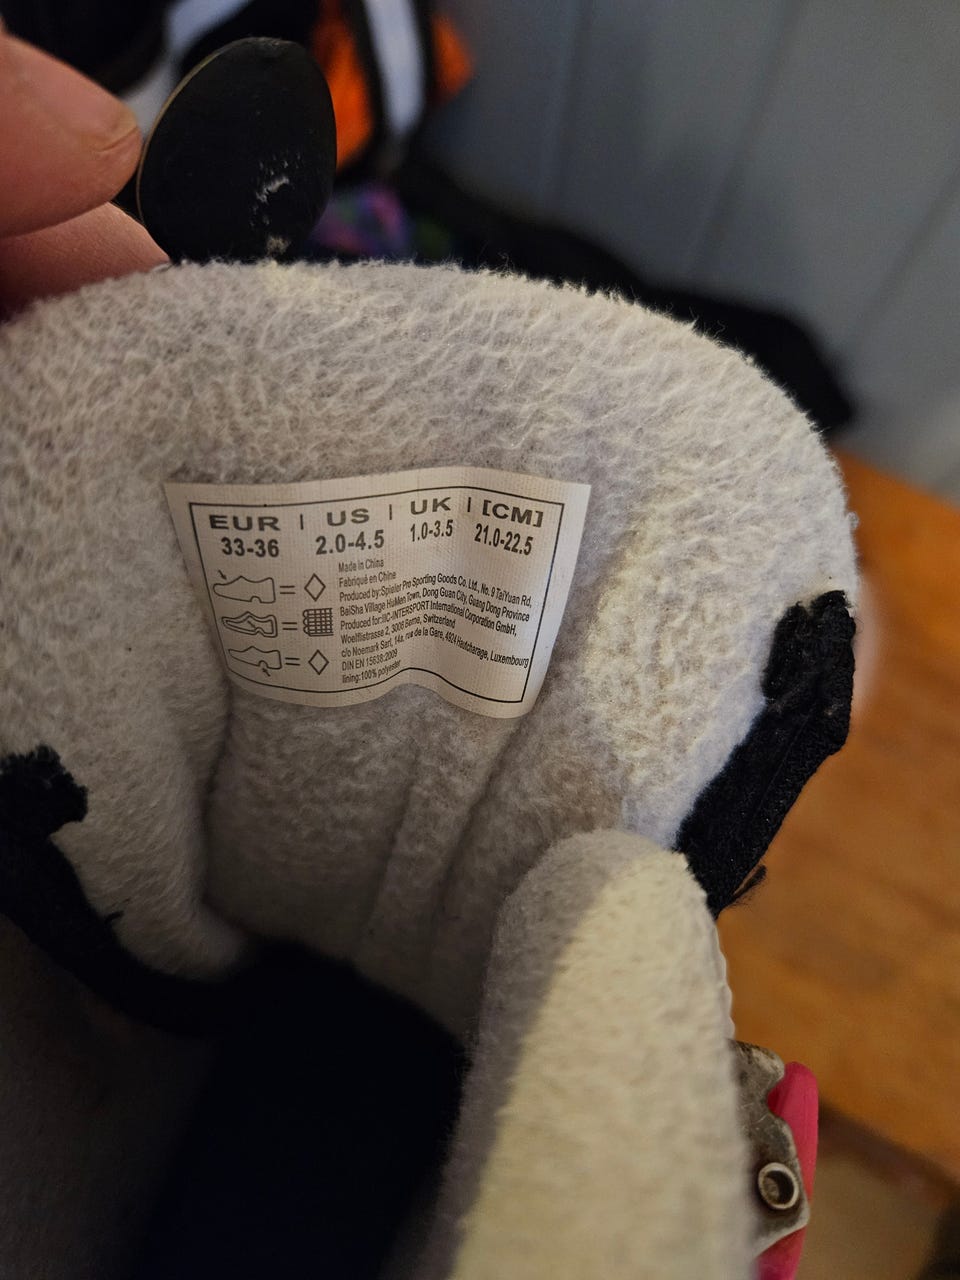 EUR | US | UK | [CM]
33-36 2.0-4.5 1.0-3.5 21.0-22.5
Made in China
Fabriqué en Chine
Produced by:Spieler Pro Sporting Goods Co. Ltd., No. 9 TaiYuan Rd,
BaiSha Village HuMen Town, Dong Guan City, Guang Dong Province
Produced for:IIC-INTERSPORT International Corporation GmbH,
Woelflistrasse 2, 3006 Berne, Switzerland
c/o Noemark Sarl, 14a. rue de la Gare, 4924 Hautcharage, Luxembourg
DIN EN 15638:2009
lining:100% polyester